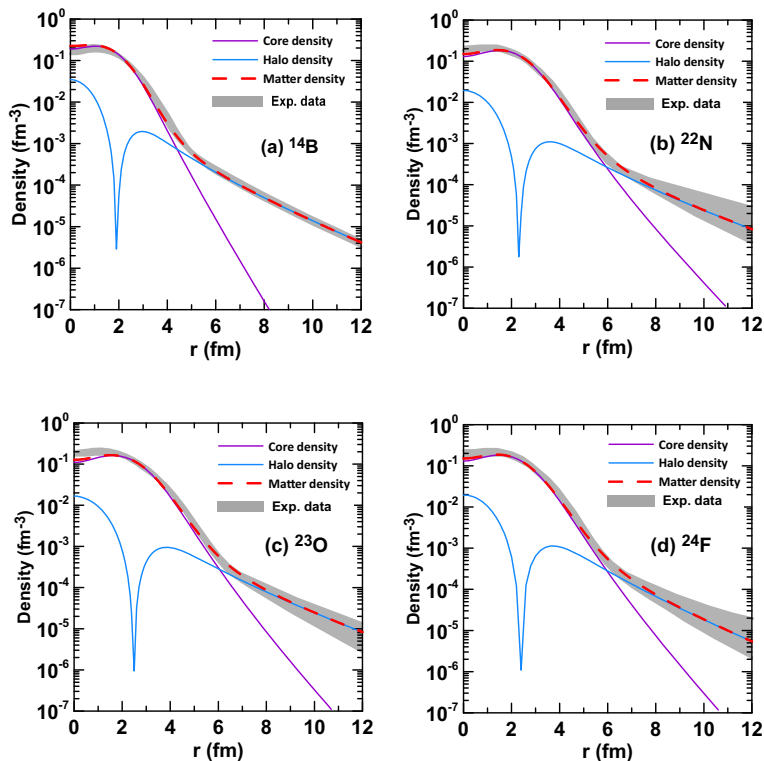 10^0
10^-1
10^-2
10^-3
10^-4
10^-5
10^-6
10^-7
Density (fm^-3)
Core density
Halo density
Matter density
Exp. data
(a) ^14B
0 2 4 6 8 10 12
r (fm)
10^0
10^-1
10^-2
10^-3
10^-4
10^-5
10^-6
10^-7
Density (fm^-3)
Core density
Halo density
Matter density
Exp. data
(b) ^22N
0 2 4 6 8 10 12
r (fm)
10^0
10^-1
10^-2
10^-3
10^-4
10^-5
10^-6
10^-7
Density (fm^-3)
Core density
Halo density
Matter density
Exp. data
(c) ^23O
0 2 4 6 8 10 12
r (fm)
10^0
10^-1
10^-2
10^-3
10^-4
10^-5
10^-6
10^-7
Density (fm^-3)
Core density
Halo density
Matter density
Exp. data
(d) ^24F
0 2 4 6 8 10 12
r (fm)